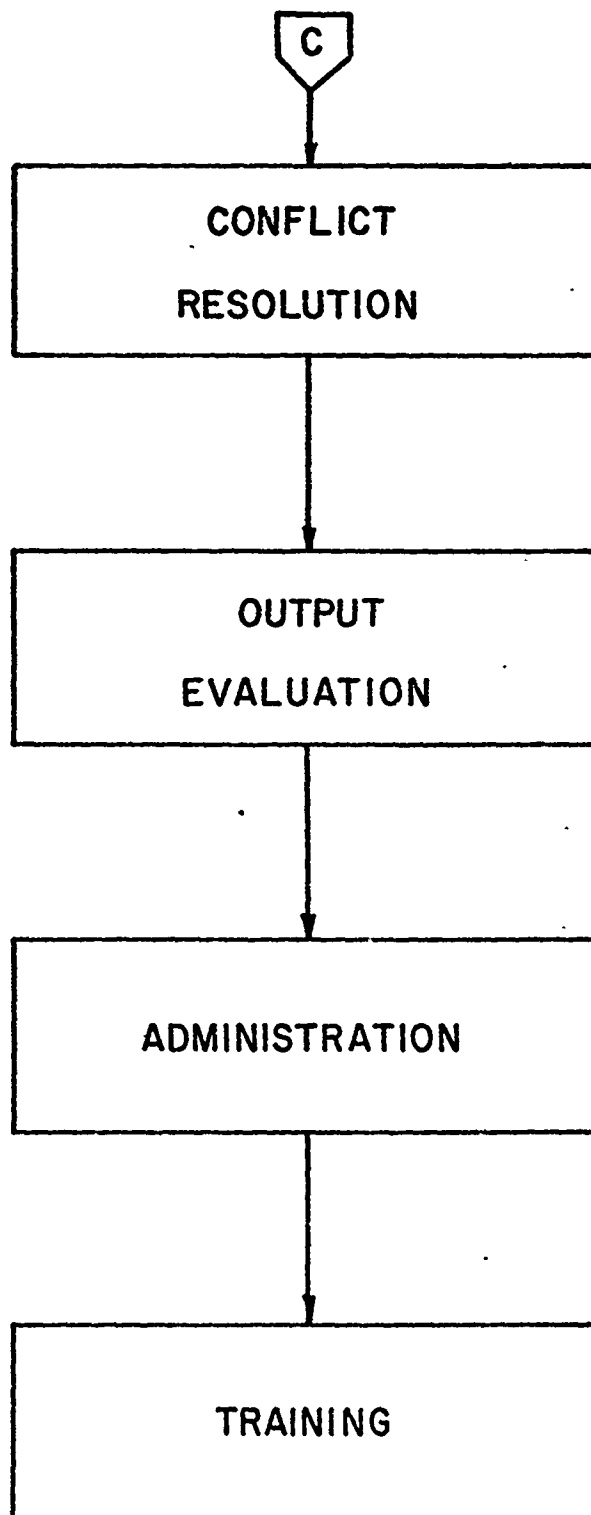 C
CONFLICT
RESOLUTION
OUTPUT
EVALUATION
ADMINISTRATION
TRAINING